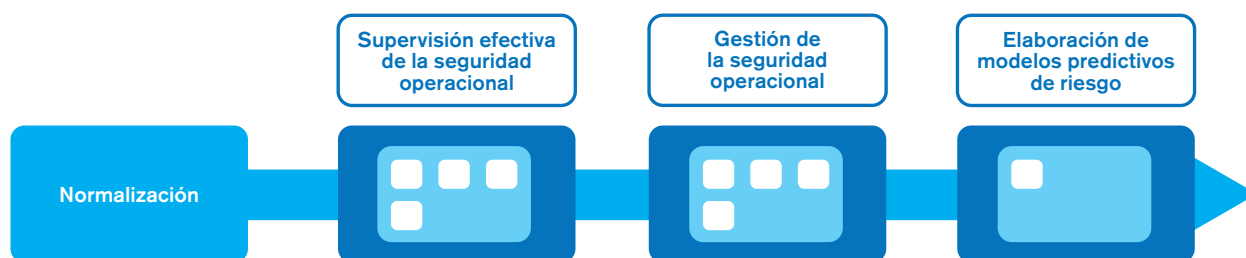 Supervisión efectiva
de la seguridad
operacional
Gestión de
la seguridad
operacional
Elaboración de
modelos predictivos
de riesgo
Normalización